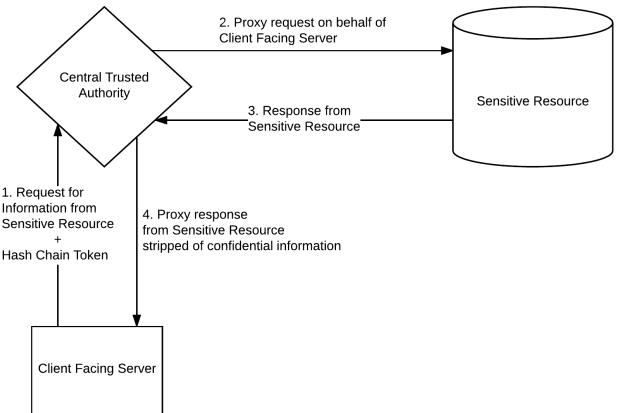 2. Proxy request on behalf of
Client Facing Server
Central Trusted
Authority
Sensitive Resource
3. Response from
Sensitive Resource
1. Request for
Information from
Sensitive Resource
+
Hash Chain Token
4. Proxy response
from Sensitive Resource
stripped of confidential information
Client Facing Server